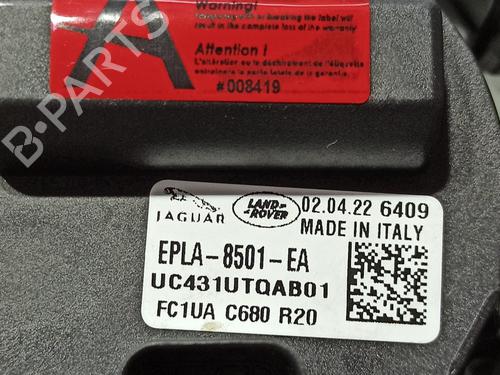 Warning!
Tampering with or breaking the label will
result in the complete loss of the warranty
Attention !
L'altération ou le déchirement de l'étiquette
entraînera la perte totale de la garantie.
#008419
B-PARTS
JAGUAR
LAND-
ROVER
02.04.22 6409
MADE IN ITALY
EPLA-8501-EA
UC431UTQAB01
FC1UA C680 R20